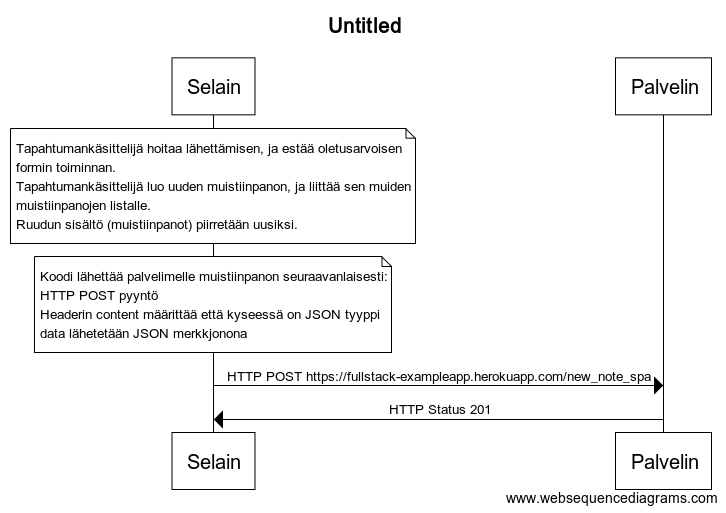 Untitled
Selain
Palvelin
Tapahtumankäsittelijä hoitaa lähettämisen, ja estää oletusarvoisen
formin toiminnan.
Tapahtumankäsittelijä luo uuden muistiinpanon, ja liittää sen muiden
muistiinpanojen listalle.
Ruudun sisältö (muistiinpanot) piirretään uusiksi.
Koodi lähettää palvelimelle muistiinpanon seuraavanlaisesti:
HTTP POST pyyntö
Headerin content määrittää että kyseessä on JSON tyyppi
data lähetetään JSON merkkjonona
HTTP POST https://fullstack-exampleapp.herokuapp.com/new_note_spa
HTTP Status 201
Selain
Palvelin
www.websequencediagrams.com